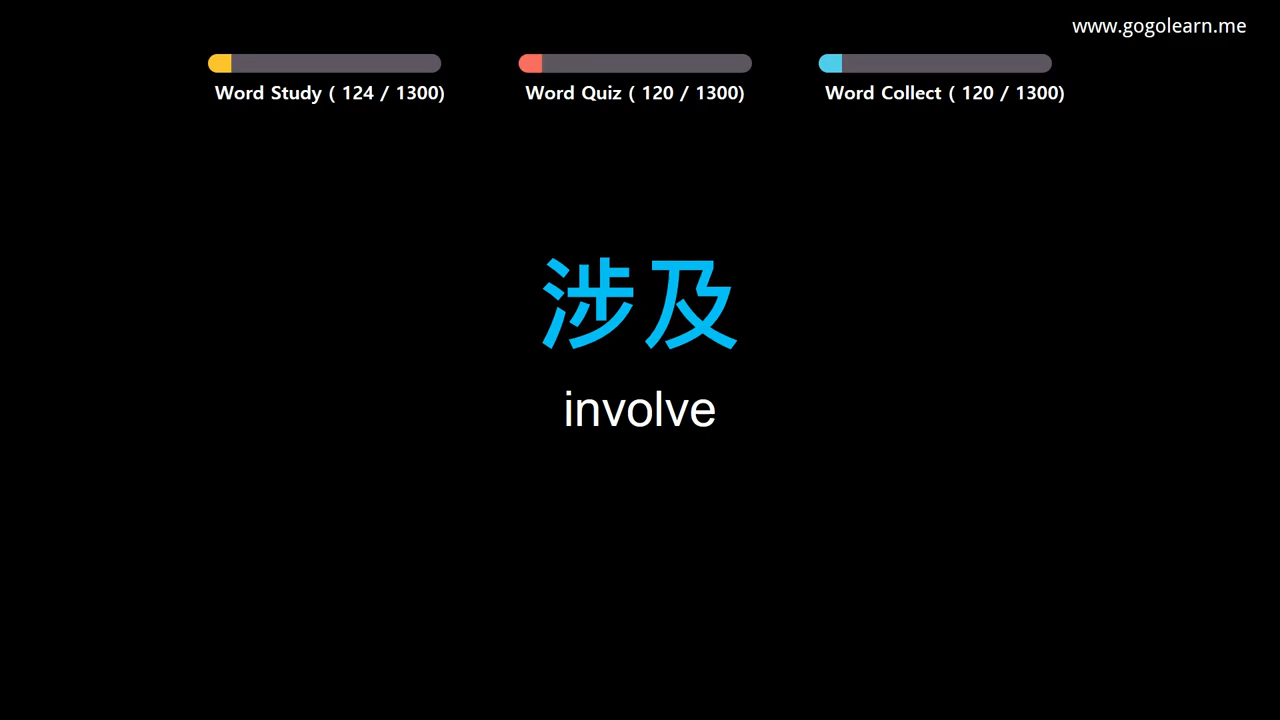 www.gogolearn.me
Word Study ( 124 / 1300)
Word Quiz ( 120 / 1300)
Word Collect ( 120 / 1300)
涉及
involve